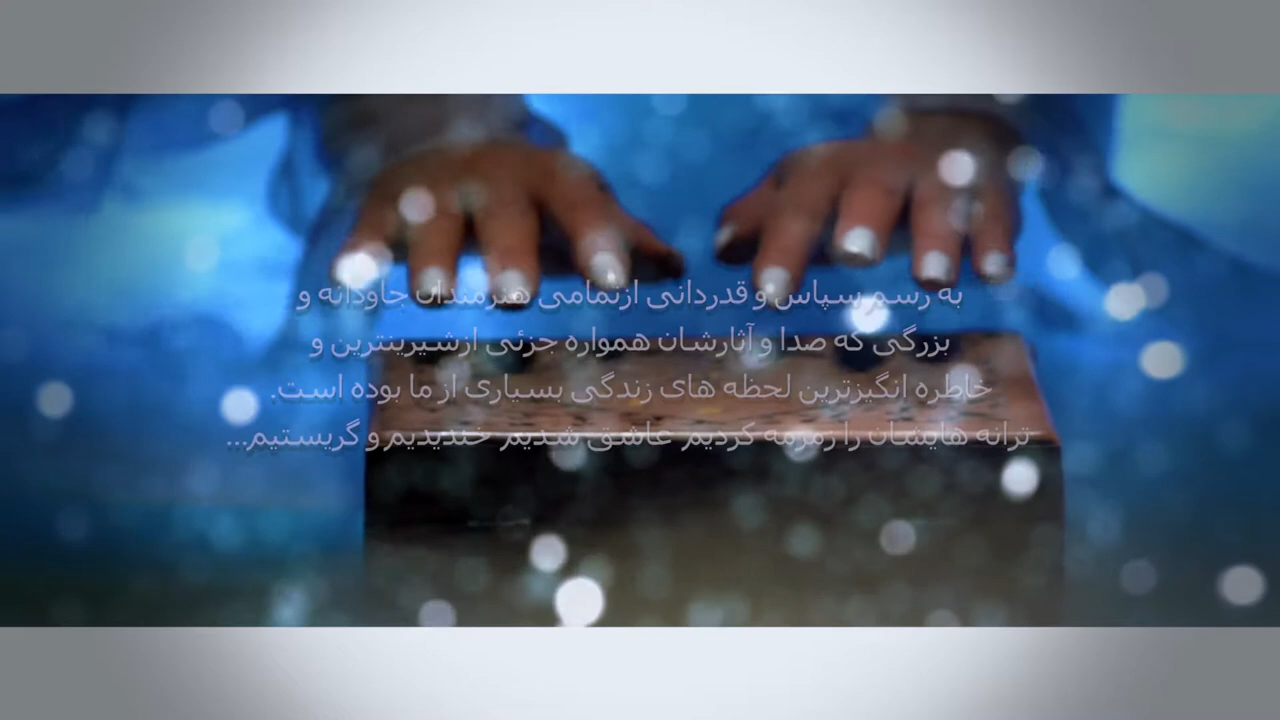 به رسم سپاس و قدردانی ازتمامی هنرمندان جاودانه و
بزرگی که صدا و آثارشان همواره جزئی ازشیرینترین و
خاطره انگیزترین لحظه های زندگی بسیاری از ما بوده است.
ترانه هایشان را زمزمه کردیم عاشق شدیم خندیدیم و گریستیم...